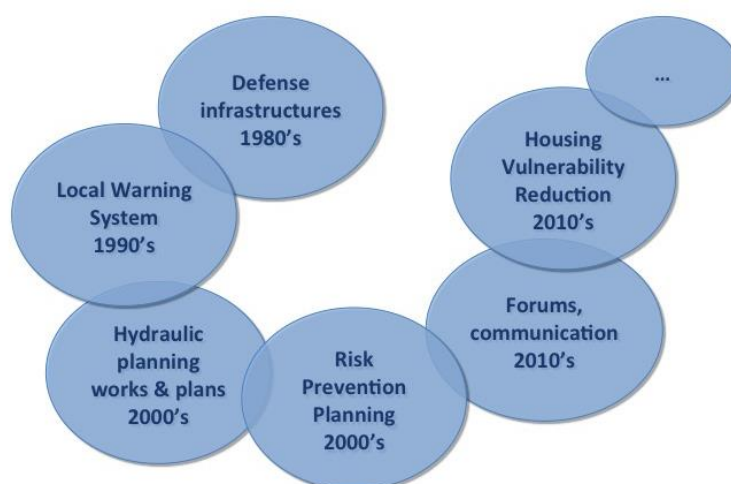 Defense
infrastructures
1980’s
Local Warning
System
1990’s
Hydraulic
planning
works & plans
2000’s
Risk
Prevention
Planning
2000’s
Forums,
communication
2010’s
Housing
Vulnerability
Reduction
2010’s
...